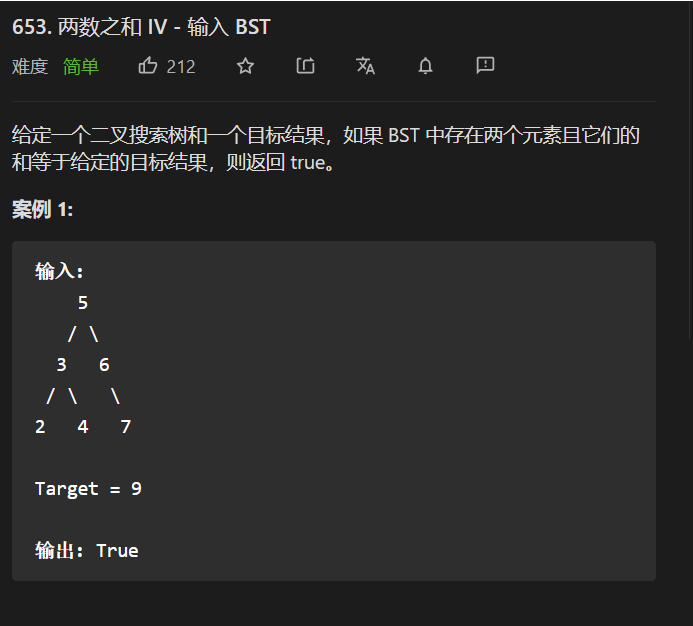 653. 两数之和 IV - 输入 BST
难度 简单 212
给定一个二叉搜索树和一个目标结果，如果 BST 中存在两个元素且它们的
和等于给定的目标结果，则返回 true。
案例 1:
输入:
5
/ \
3 6
/ \ \
2 4 7
Target = 9
输出: True